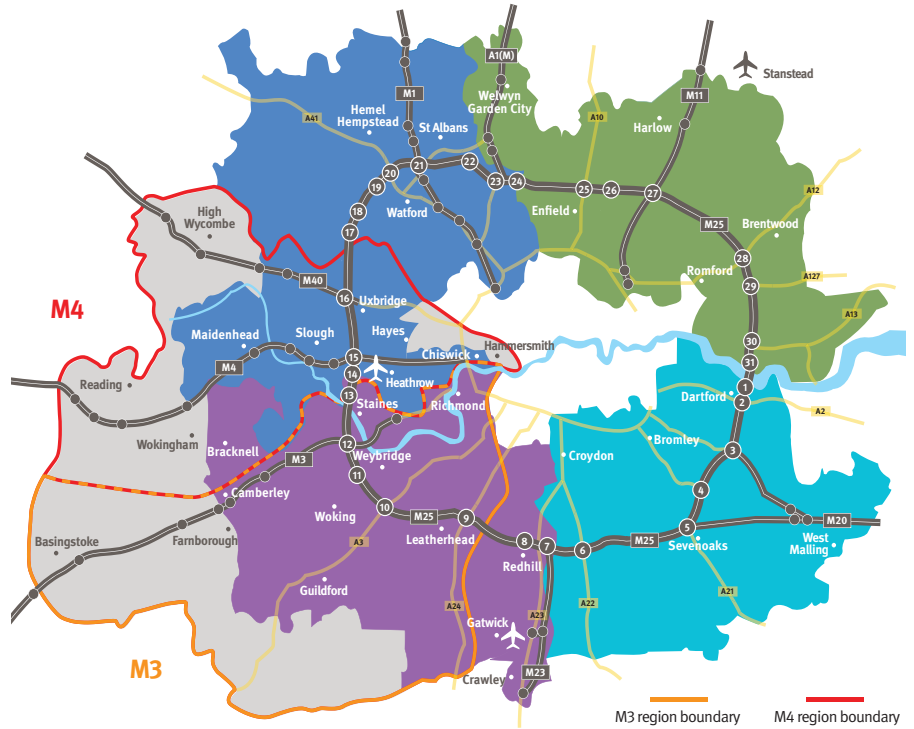 A1(M)
Stanstead
M1
M11
Welwyn
Garden City
Hemel
Hempstead
A41
St Albans
A10
Harlow
22
21
20
23
24
25
26
27
19
A12
18
Watford
Enfield
High
Wycombe
M25
Brentwood
17
28
M40
Romford
A127
16
29
M4
Uxbridge
A13
Maidenhead
Slough
Hayes
30
Hammersmith
15
Chiswick
31
M4
14
Heathrow
Reading
1
13
Staines
Richmond
Dartford
2
A2
Wokingham
Bracknell
12
Bromley
M3
Weybridge
Croydon
3
11
Camberley
4
Woking
10
M25
9
5
M20
Basingstoke
Farnborough
Leatherhead
A3
8
7
6
M25
Sevenoaks
West
Malling
Redhill
Guildford
A21
A24
A23
A22
Gatwick
M3
Crawley
M23
M3 region boundary
M4 region boundary